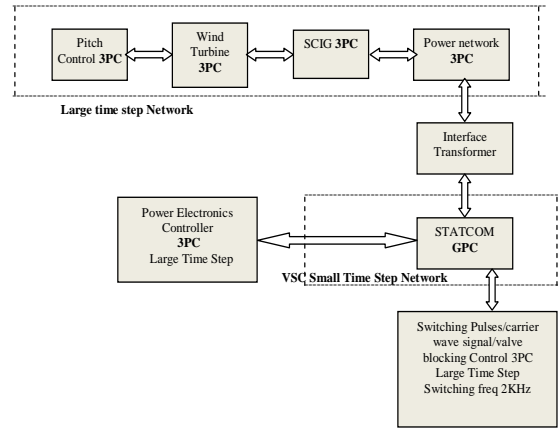 Pitch
Control 3PC
Wind
Turbine
3PC
SCIG 3PC
Power network
3PC
Large time step Network
Interface
Transformer
Power Electronics
Controller
3PC
Large Time Step
STATCOM
GPC
VSC Small Time Step Network
Switching Pulses/carrier
wave signal/valve
blocking Control 3PC
Large Time Step
Switching freq 2KHz